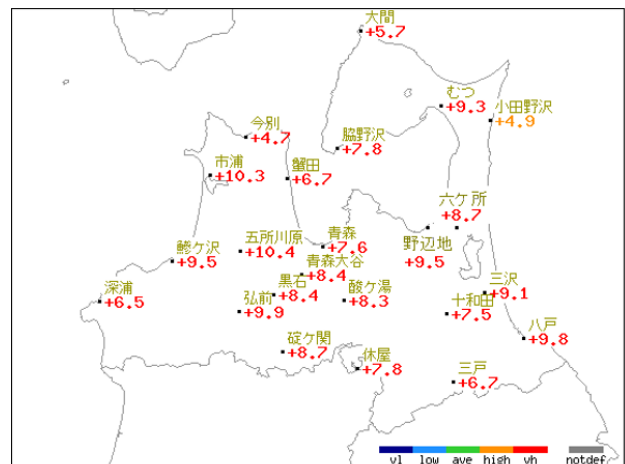 大間
+5.7
むつ
+9.3
小田野沢
+4.9
今別
+4.7
脇野沢
+7.8
市浦
+10.3
蟹田
+6.7
六ケ所
+8.7
青森
+7.6
五所川原
+10.4
野辺地
+9.5
鰺ケ沢
+9.5
青森大谷
+8.4
黒石
+8.4
酸ケ湯
+8.3
三沢
+9.1
深浦
+6.5
弘前
+9.9
十和田
+7.5
八戸
+9.8
碇ケ関
+8.7
休屋
+7.8
三戸
+6.7
vl low ave high vh notdef